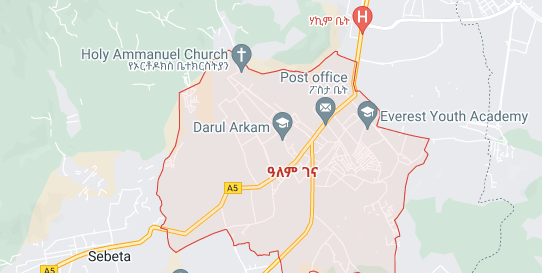 ሃኪም ቤት
H
Holy Ammanuel Church
የኦርቶዶክስ ቤተክርስትያን
Post office
ፖስታ ቤት
Everest Youth Academy
Darul Arkam
ዓለም ገና
A5
A5
Sebeta